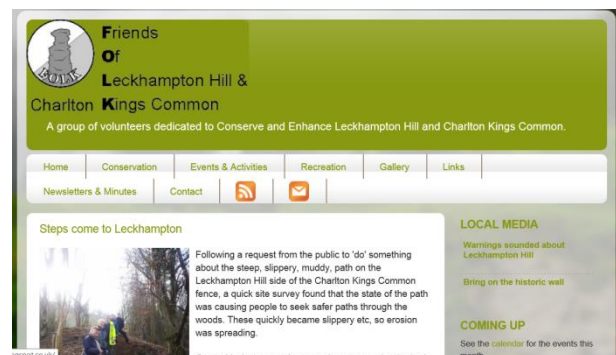 Friends
Of
Leckhampton Hill &
Charlton Kings Common
FOLK
A group of volunteers dedicated to Conserve and Enhance Leckhampton Hill and Charlton Kings Common.
Home Conservation Events & Activities Recreation Gallery Links
Newsletters & Minutes Contact
Steps come to Leckhampton
Following a request from the public to 'do' something
about the steep, slippery, muddy, path on the
Leckhampton Hill side of the Charlton Kings Common
fence, a quick site survey found that the state of the path
was causing people to seek safer paths through the
woods. These quickly became slippery etc, so erosion
was spreading.
LOCAL MEDIA
Warnings sounded about
Leckhampton Hill
Bring on the historic wall
COMING UP
See the calendar for the events this